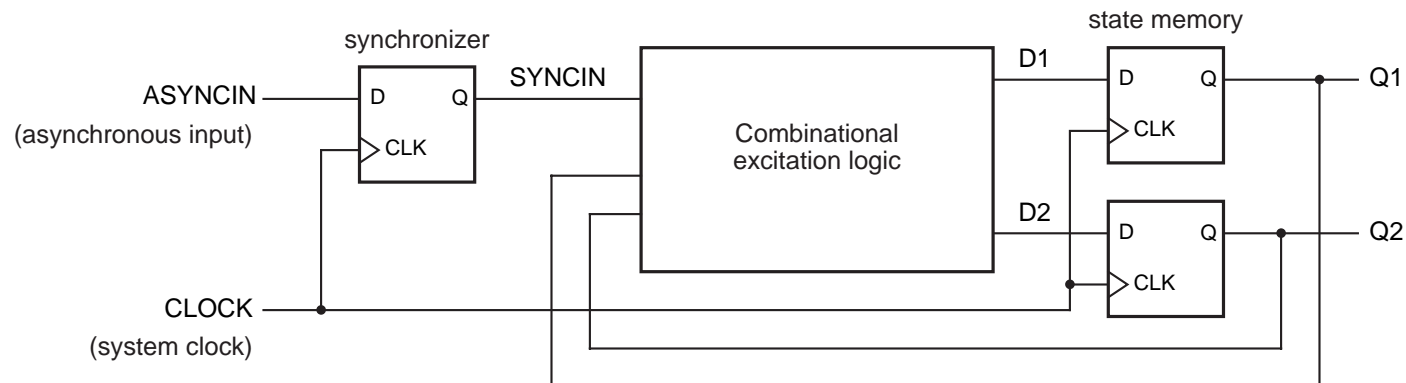 state memory
synchronizer
D1
SYNCIN
D Q
Q1
ASYNCIN
D Q
(asynchronous input)
CLK
Combinational
excitation logic
CLK
D2
D Q
Q2
CLK
CLOCK
(system clock)